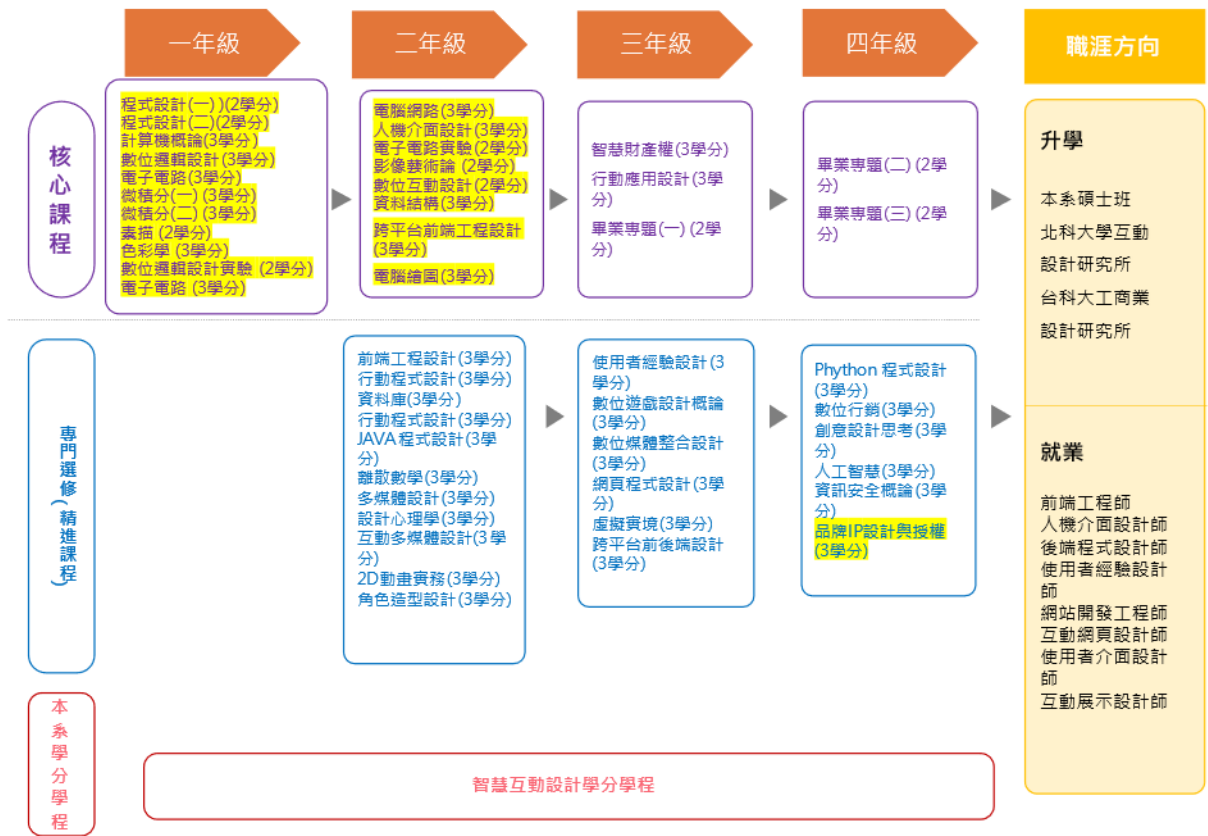 一年級
二年級
三年級
四年級
職涯方向
核心課程
程式設計(一) )(2學分)
程式設計(二)(2學分)
計算機概論(3學分)
數位邏輯設計(3學分)
電子電路(3學分)
微積分(一) (3學分)
微積分(二) (3學分)
素描 (2學分)
色彩學 (3學分)
數位邏輯設計實驗 (2學分)
電子電路 (3學分)
電腦網路(3學分)
人機介面設計(3學分)
電子電路實驗(2學分)
影像藝術論 (2學分)
數位互動設計(2學分)
資料結構(3學分)
跨平台前端工程設計
(3學分)
電腦繪圖(3學分)
智慧財產權(3學分)
行動應用設計(3學
分)
畢業專題(一) (2學
分)
畢業專題(二) (2學
分)
畢業專題(三) (2學
分)
升學
本系碩士班
北科大學互動
設計研究所
台科大工商業
設計研究所
專門選修(精進課程)
前端工程設計(3學分)
行動程式設計(3學分)
資料庫(3學分)
行動程式設計(3學分)
JAVA程式設計(3學
分)
離散數學(3學分)
多媒體設計(3學分)
設計心理學(3學分)
互動多媒體設計(3學
分)
2D動畫實務(3學分)
角色造型設計(3學分)
使用者經驗設計(3
學分)
數位遊戲設計概論
(3學分)
數位媒體整合設計
(3學分)
網頁程式設計(3學
分)
虛擬實境(3學分)
跨平台前後端設計
(3學分)
Phython 程式設計
(3學分)
數位行銷(3學分)
創意設計思考(3學
分)
人工智慧(3學分)
資訊安全概論(3學
分)
品牌IP設計與授權
(3學分)
就業
前端工程師
人機介面設計師
後端程式設計師
使用者經驗設計
師
網站開發工程師
互動網頁設計師
使用者介面設計
師
互動展示設計師
本系學分學程
智慧互動設計學分學程